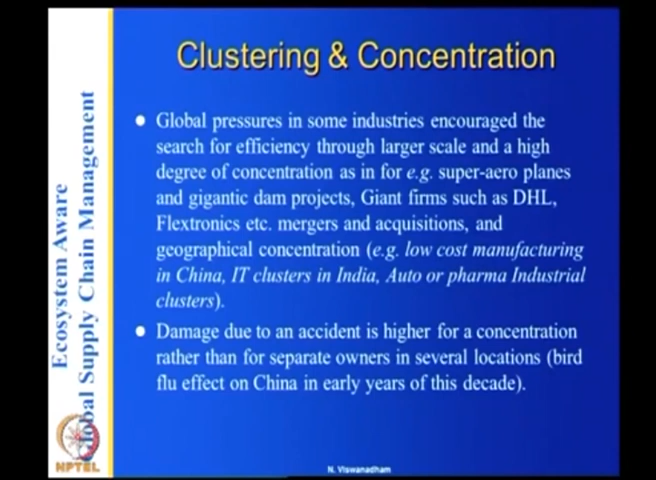 Clustering & Concentration
Global pressures in some industries encouraged the
search for efficiency through larger scale and a high
degree of concentration as in for e.g. super-aero planes
and gigantic dam projects, Giant firms such as DHL,
Flextronics etc. mergers and acquisitions, and
geographical concentration (e.g. low cost manufacturing
in China, IT clusters in India, Auto or pharma Industrial
clusters).
Damage due to an accident is higher for a concentration
rather than for separate owners in several locations (bird
flu effect on China in early years of this decade).
Ecosystem Aware
Global Supply Chain Management
NPTEL
N. Viswanadham